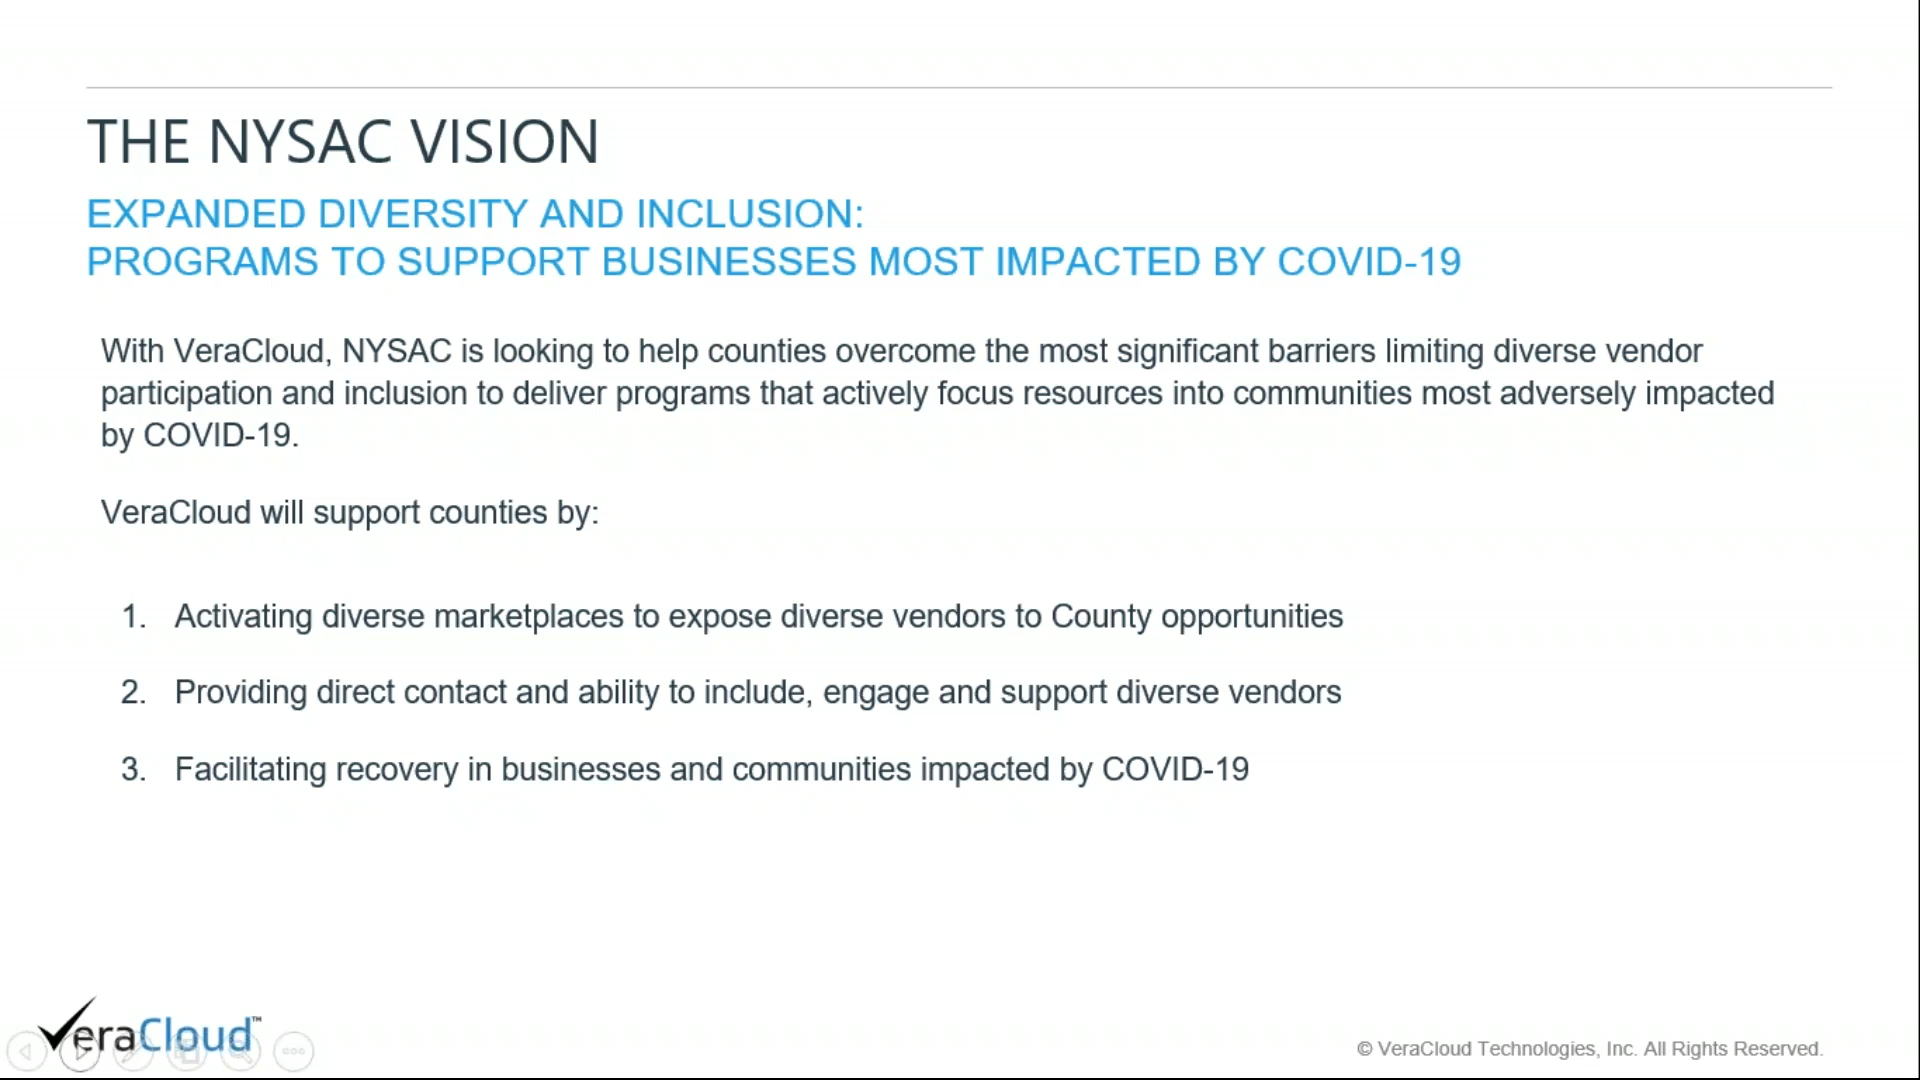 THE NYSAC VISION
EXPANDED DIVERSITY AND INCLUSION:
PROGRAMS TO SUPPORT BUSINESSES MOST IMPACTED BY COVID-19
With VeraCloud, NYSAC is looking to help counties overcome the most significant barriers limiting diverse vendor
participation and inclusion to deliver programs that actively focus resources into communities most adversely impacted
by COVID-19.
VeraCloud will support counties by:
1. Activating diverse marketplaces to expose diverse vendors to County opportunities
2. Providing direct contact and ability to include, engage and support diverse vendors
3. Facilitating recovery in businesses and communities impacted by COVID-19
VeraCloud™
© VeraCloud Technologies, Inc. All Rights Reserved.